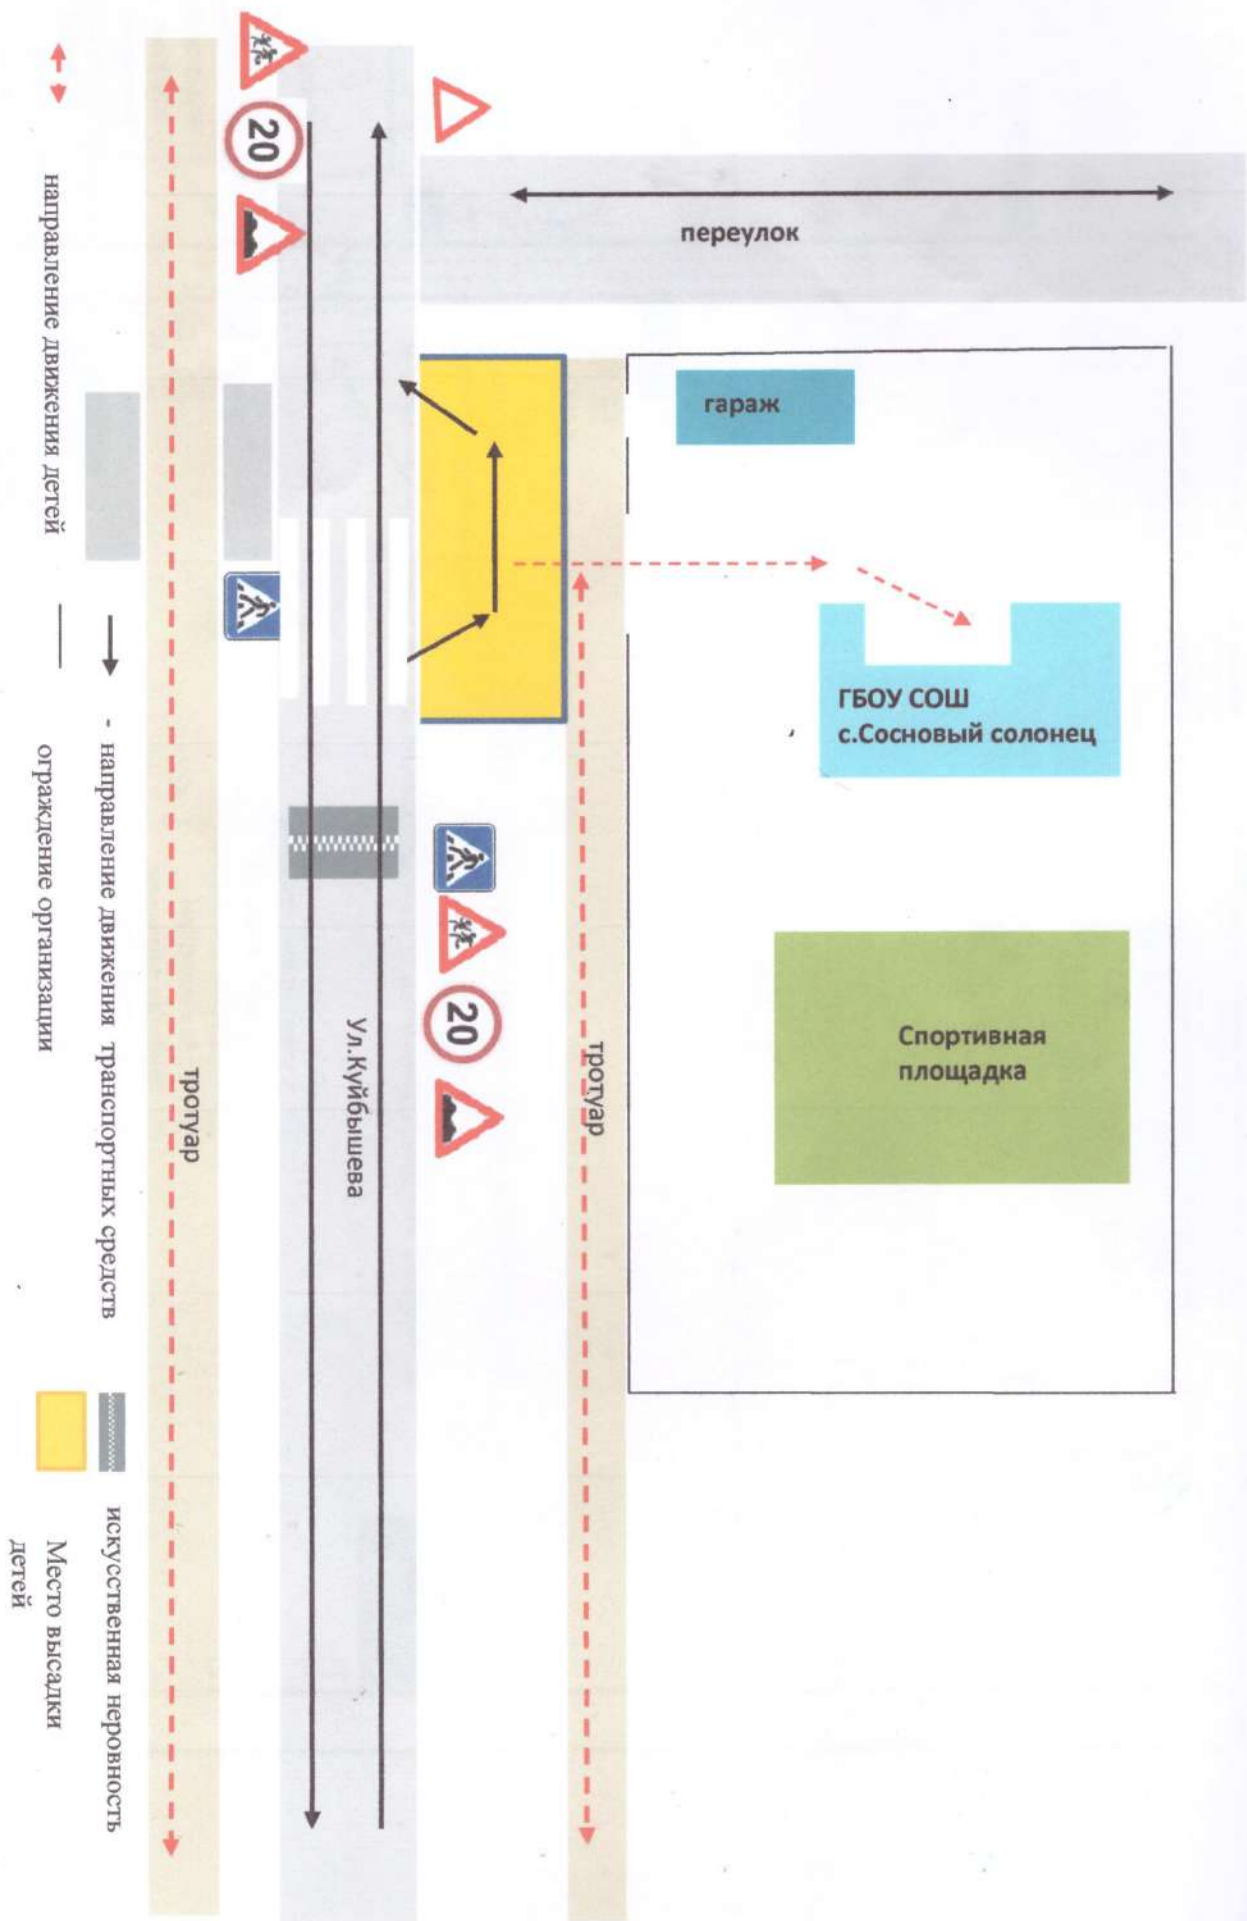 переулок
гараж
ГБОУ СОШ
с.Сосновый солонец
Спортивная
площадка
20
20
тротуар
Ул.Куйбышева
тротуар
направление движения детей
- направление движения транспортных средств
ограждение организации
искусственная неровность
Место высадки
детей